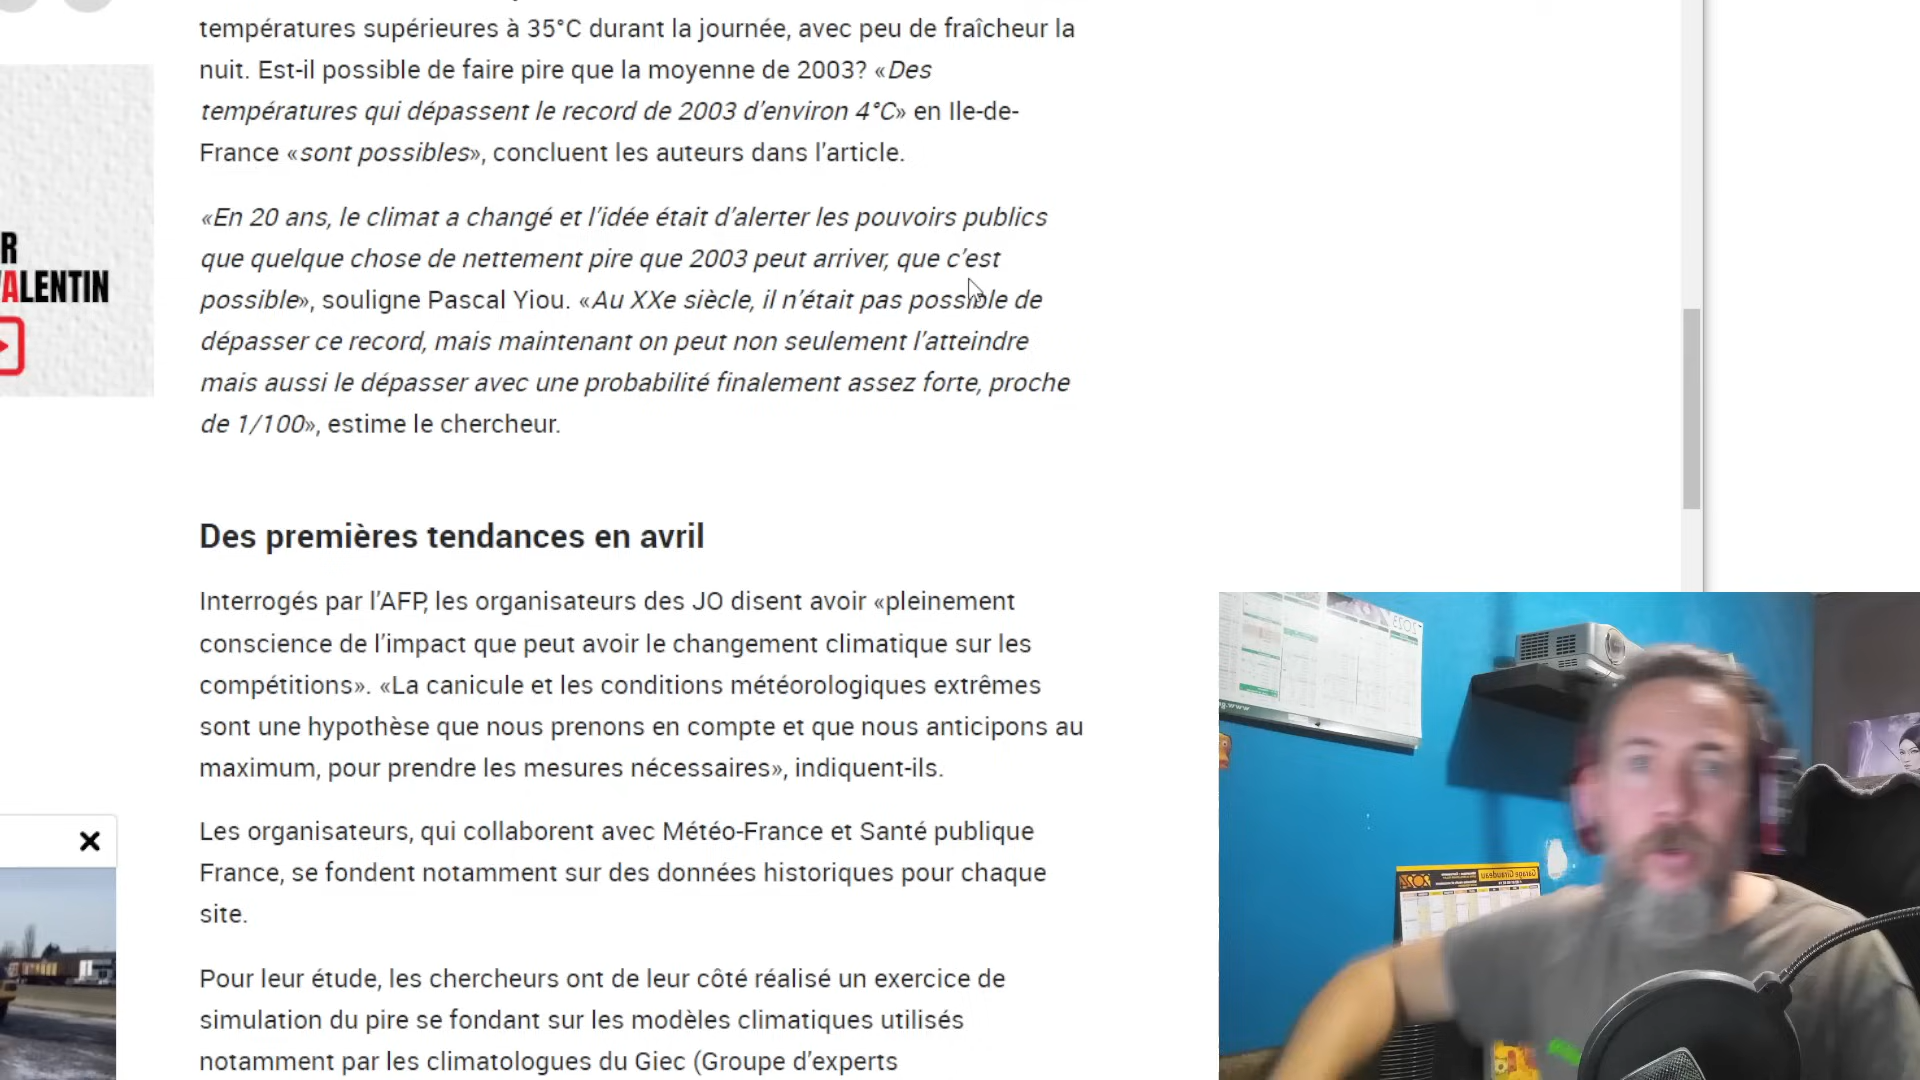 températures supérieures à 35°C durant la journée, avec peu de fraîcheur la
nuit. Est-il possible de faire pire que la moyenne de 2003? «Des
températures qui dépassent le record de 2003 d'environ 4°C» en Ile-de-
France «sont possibles», concluent les auteurs dans l'article.
«En 20 ans, le climat a changé et l'idée était d'alerter les pouvoirs publics
que quelque chose de nettement pire que 2003 peut arriver, que c'est
possible», souligne Pascal Yiou. «Au XXe siècle, il n'était pas possible de
dépasser ce record, mais maintenant on peut non seulement l'atteindre
mais aussi le dépasser avec une probabilité finalement assez forte, proche
de 1/100», estime le chercheur.
Des premières tendances en avril
Interrogés par l'AFP, les organisateurs des JO disent avoir «pleinement
conscience de l'impact que peut avoir le changement climatique sur les
compétitions». «La canicule et les conditions météorologiques extrêmes
sont une hypothèse que nous prenons en compte et que nous anticipons au
maximum, pour prendre les mesures nécessaires», indiquent-ils.
Les organisateurs, qui collaborent avec Météo-France et Santé publique
France, se fondent notamment sur des données historiques pour chaque
site.
Pour leur étude, les chercheurs ont de leur côté réalisé un exercice de
simulation du pire se fondant sur les modèles climatiques utilisés
notamment par les climatologues du Giec (Groupe d'experts
R
ALENTIN
2023